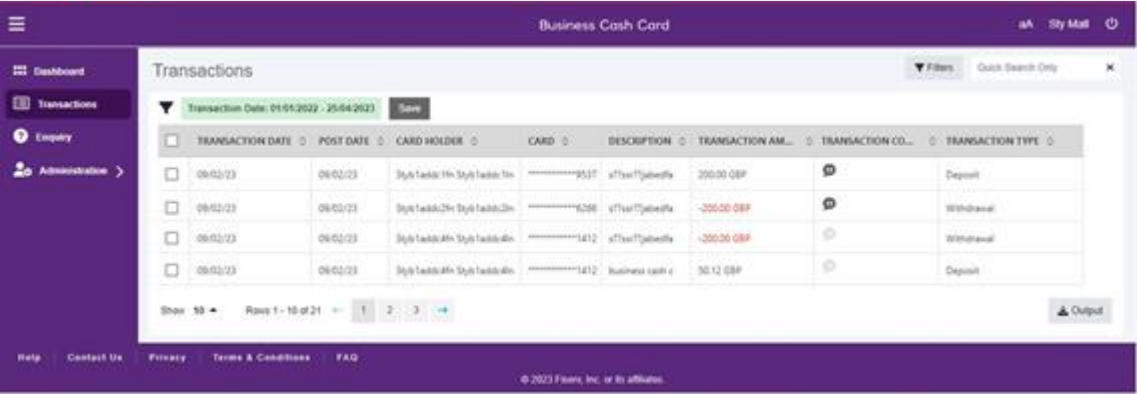 Business Cash Card
aA Sty Mall
Dashboard
Transactions
Enquiry
Administration
Transactions
Filters Quick Search Only
Transaction Date: 01/01/2022 - 25/04/2023 Save
TRANSACTION DATE POST DATE CARD HOLDER CARD DESCRIPTION TRANSACTION AM... TRANSACTION CO... TRANSACTION TYPE
09/02/23 09/02/23 ************9537 200.00 GBP Deposit
09/02/23 09/02/23 ************6286 -200.00 GBP Withdrawal
09/02/23 09/02/23 ************1412 -200.00 GBP Withdrawal
09/02/23 09/02/23 ************1412 business cash c 50.12 GBP Deposit
Show 10 Rows 1 - 10 of 21 ← 1 2 3 → Output
Help Contact Us Privacy Terms & Conditions FAQ
© 2023 Fiserv, Inc. or its affiliates.